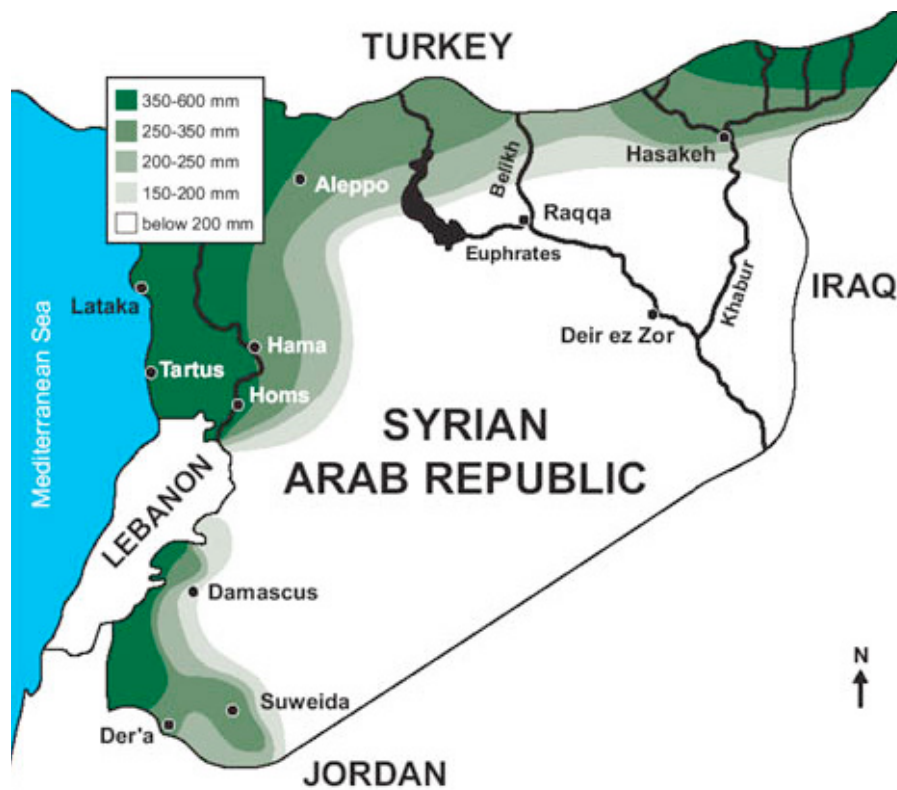 TURKEY
350-600 mm
250-350 mm
200-250 mm
150-200 mm
below 200 mm
Aleppo
Belikh
Hasakeh
Raqqa
Euphrates
Khabur
IRAQ
Lataka
Deir ez Zor
Hama
Tartus
Homs
Mediterranean Sea
SYRIAN
ARAB REPUBLIC
LEBANON
Damascus
N
Suweida
Der'a
JORDAN